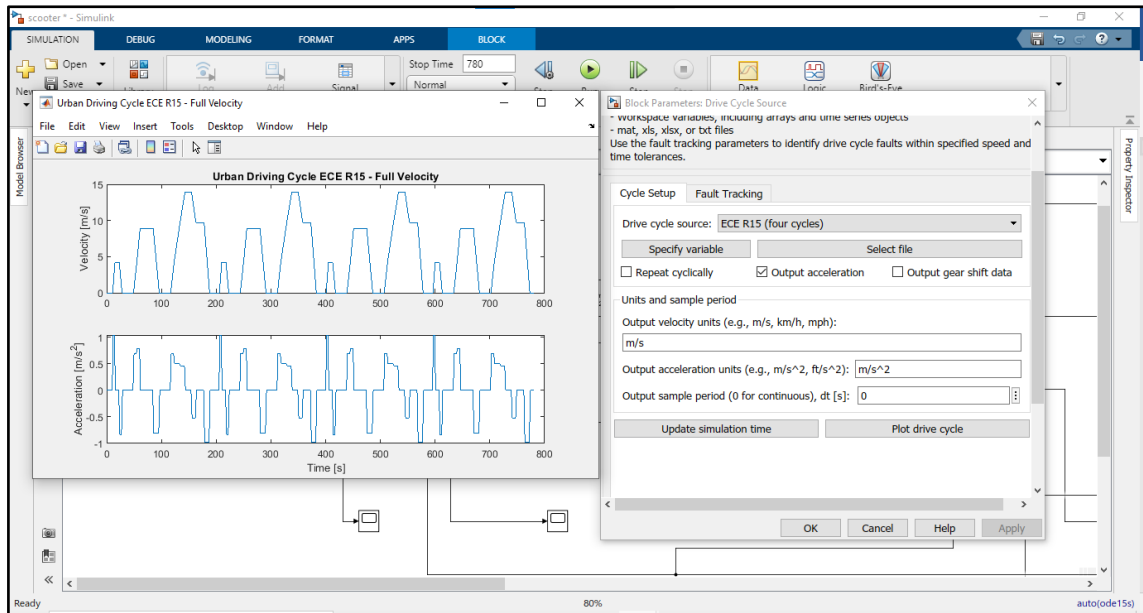 scooter * - Simulink
SIMULATION DEBUG MODELING FORMAT APPS BLOCK
Open
Save
Stop Time 780
Normal
Signal
Data
Logic
Bird's-Eye
Model Browser
Property Inspector
Urban Driving Cycle ECE R15 - Full Velocity
File Edit View Insert Tools Desktop Window Help
Urban Driving Cycle ECE R15 - Full Velocity
Velocity [m/s]
15
10
5
0
0 100 200 300 400 500 600 700 800
Acceleration [m/s²]
1
0.5
0
-0.5
-1
0 100 200 300 400 500 600 700 800
Time [s]
Block Parameters: Drive Cycle Source
- Workspace variables, including arrays and time series objects
- mat, xls, xlsx, or txt files
Use the fault tracking parameters to identify drive cycle faults within specified speed and
time tolerances.
Cycle Setup Fault Tracking
Drive cycle source: ECE R15 (four cycles)
Specify variable Select file
Repeat cyclically Output acceleration Output gear shift data
Units and sample period
Output velocity units (e.g., m/s, km/h, mph):
m/s
Output acceleration units (e.g., m/s^2, ft/s^2): m/s^2
Output sample period (0 for continuous), dt [s]: 0
Update simulation time Plot drive cycle
OK Cancel Help Apply
Ready 80% auto(ode15s)